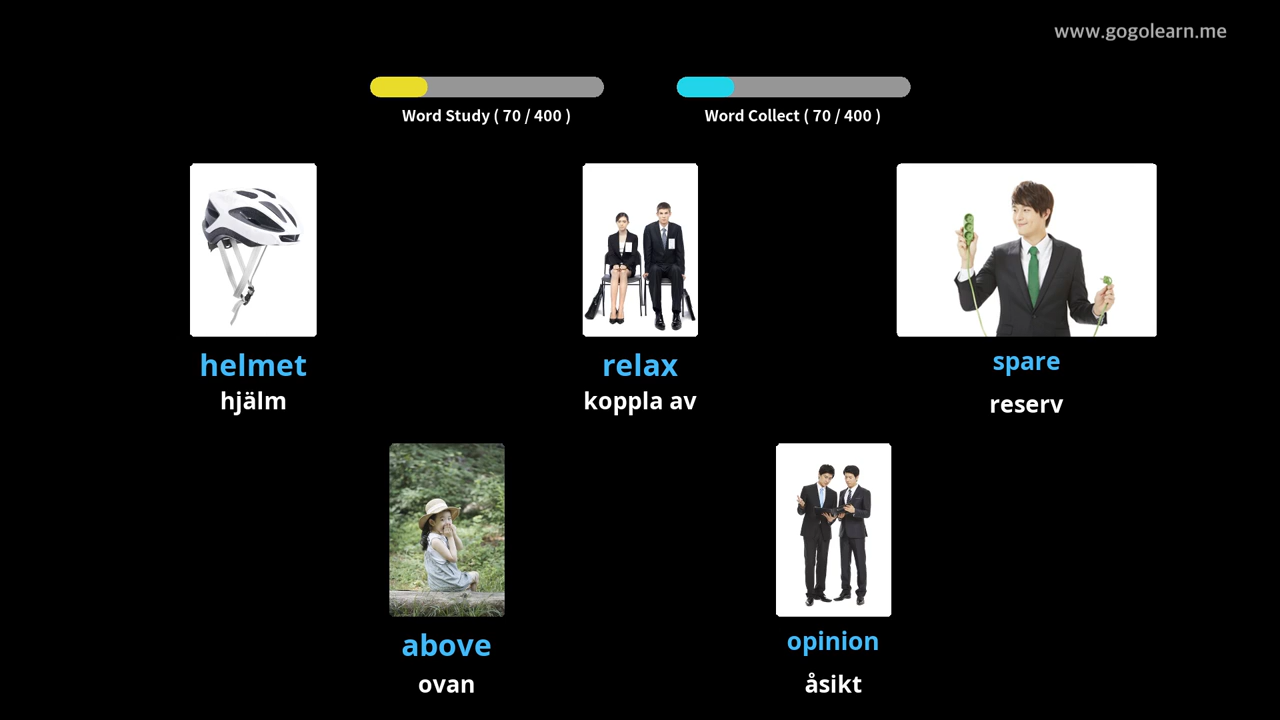 www.gogolearn.me
Word Study ( 70 / 400 )
Word Collect ( 70 / 400 )
helmet
hjälm
relax
koppla av
spare
reserv
above
ovan
opinion
åsikt